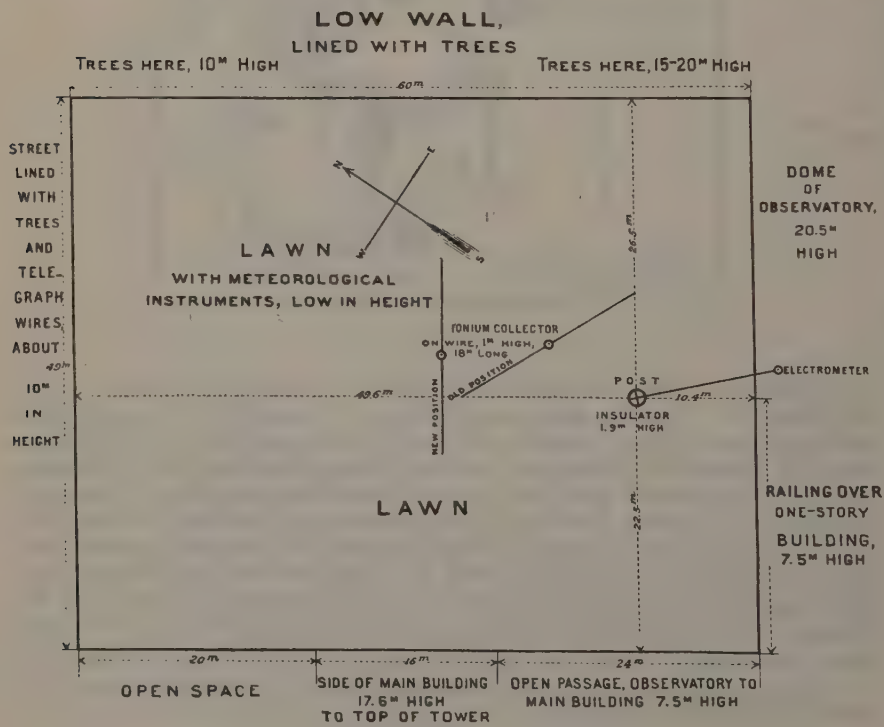 LOW WALL,
LINED WITH TREES
TREES HERE, 10M HIGH
TREES HERE, 15-20M HIGH
60m
STREET
LINED
WITH
TREES
AND
TELE-
GRAPH
WIRES,
ABOUT
49m
10M
IN
HEIGHT
N
E
W
S
LAWN
WITH METEOROLOGICAL
INSTRUMENTS, LOW IN HEIGHT
26.5m
DOME
OF
OBSERVATORY,
20.5M
HIGH
IONIUM COLLECTOR
ON WIRE, 1M HIGH,
18M LONG
OLD POSITION
NEW POSITION
ELECTROMETER
POST
49.6m
10.4m
INSULATOR
1.9M HIGH
22.5m
LAWN
RAILING OVER
ONE-STORY
BUILDING,
7.5M HIGH
20m
16m
24m
OPEN SPACE
SIDE OF MAIN BUILDING
17.6M HIGH
TO TOP OF TOWER
OPEN PASSAGE, OBSERVATORY TO
MAIN BUILDING 7.5M HIGH